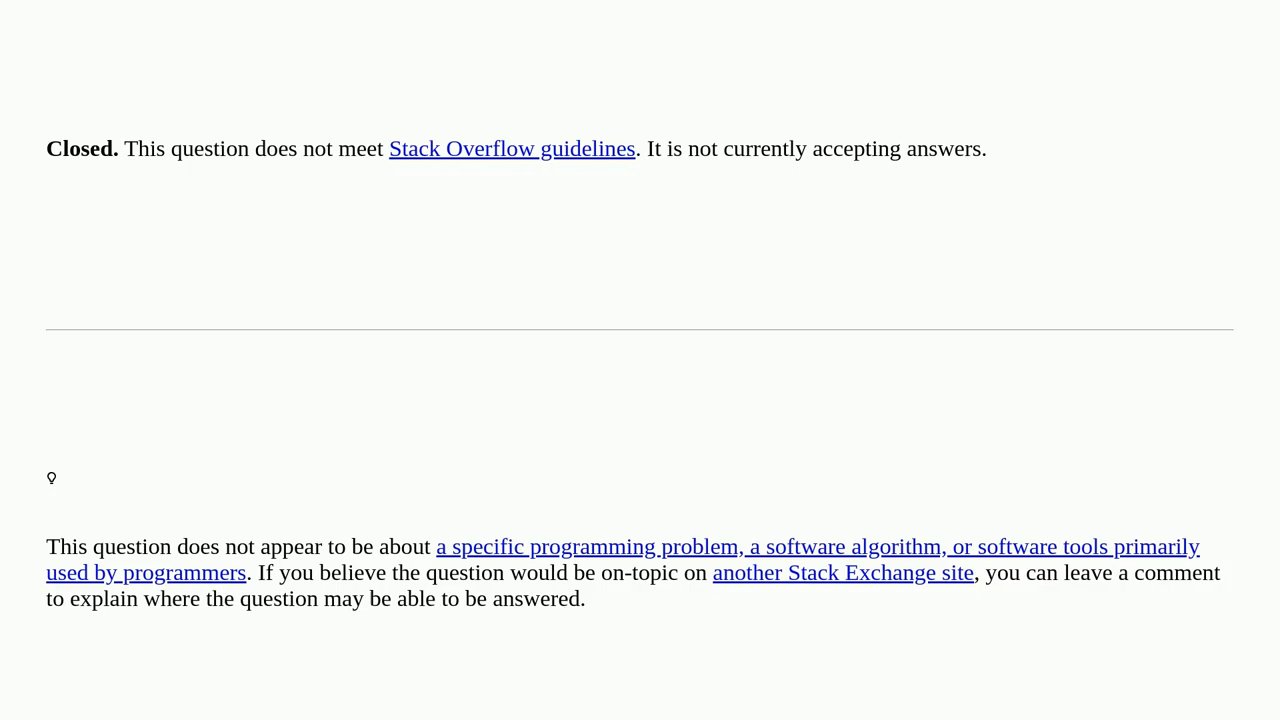 Closed. This question does not meet Stack Overflow guidelines. It is not currently accepting answers.
This question does not appear to be about a specific programming problem, a software algorithm, or software tools primarily
used by programmers. If you believe the question would be on-topic on another Stack Exchange site, you can leave a comment
to explain where the question may be able to be answered.